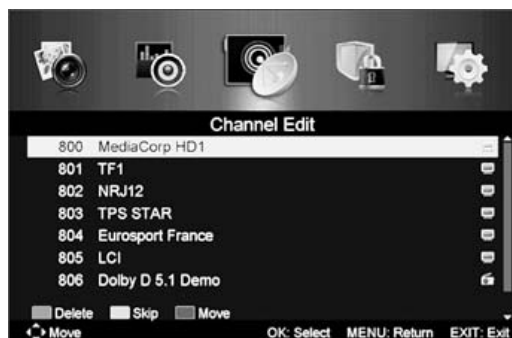 Channel Edit
800 MediaCorp HD1
801 TF1
802 NRJ12
803 TPS STAR
804 Eurosport France
805 LCI
806 Dolby D 5.1 Demo
Delete Skip Move
Move OK: Select MENU: Return EXIT: Exit